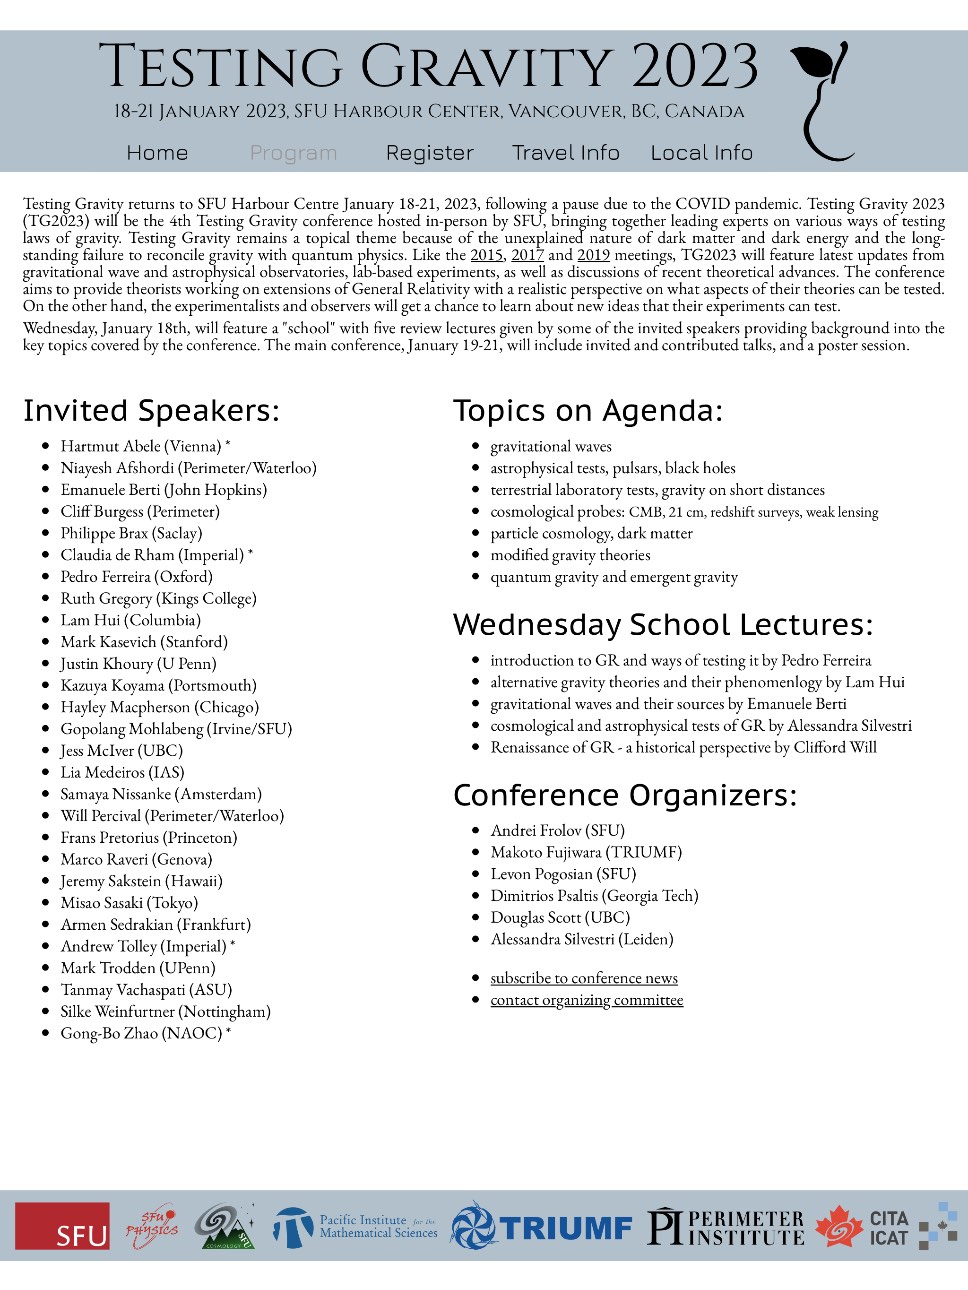 Testing Gravity 2023
18-21 January 2023, SFU Harbour Center, Vancouver, BC, Canada
Home Program Register Travel Info Local Info
Testing Gravity returns to SFU Harbour Centre January 18-21, 2023, following a pause due to the COVID pandemic. Testing Gravity 2023
(TG2023) will be the 4th Testing Gravity conference hosted in-person by SFU, bringing together leading experts on various ways of testing
laws of gravity. Testing Gravity remains a topical theme because of the unexplained nature of dark matter and dark energy and the long-
standing failure to reconcile gravity with quantum physics. Like the 2015, 2017 and 2019 meetings, TG2023 will feature latest updates from
gravitational wave and astrophysical observatories, lab-based experiments, as well as discussions of recent theoretical advances. The conference
aims to provide theorists working on extensions of General Relativity with a realistic perspective on what aspects of their theories can be tested.
On the other hand, the experimentalists and observers will get a chance to learn about new ideas that their experiments can test.
Wednesday, January 18th, will feature a "school" with five review lectures given by some of the invited speakers providing background into the
key topics covered by the conference. The main conference, January 19-21, will include invited and contributed talks, and a poster session.
Invited Speakers:
• Hartmut Abele (Vienna) *
• Niayesh Afshordi (Perimeter/Waterloo)
• Emanuele Berti (John Hopkins)
• Cliff Burgess (Perimeter)
• Philippe Brax (Saclay)
• Claudia de Rham (Imperial) *
• Pedro Ferreira (Oxford)
• Ruth Gregory (Kings College)
• Lam Hui (Columbia)
• Mark Kasevich (Stanford)
• Justin Khoury (U Penn)
• Kazuya Koyama (Portsmouth)
• Hayley Macpherson (Chicago)
• Gopolang Mohlabeng (Irvine/SFU)
• Jess McIver (UBC)
• Lia Medeiros (IAS)
• Samaya Nissanke (Amsterdam)
• Will Percival (Perimeter/Waterloo)
• Frans Pretorius (Princeton)
• Marco Raveri (Genova)
• Jeremy Sakstein (Hawaii)
• Misao Sasaki (Tokyo)
• Armen Sedrakian (Frankfurt)
• Andrew Tolley (Imperial) *
• Mark Trodden (UPenn)
• Tanmay Vachaspati (ASU)
• Silke Weinfurtner (Nottingham)
• Gong-Bo Zhao (NAOC) *
Topics on Agenda:
• gravitational waves
• astrophysical tests, pulsars, black holes
• terrestrial laboratory tests, gravity on short distances
• cosmological probes: CMB, 21 cm, redshift surveys, weak lensing
• particle cosmology, dark matter
• modified gravity theories
• quantum gravity and emergent gravity
Wednesday School Lectures:
• introduction to GR and ways of testing it by Pedro Ferreira
• alternative gravity theories and their phenomenlogy by Lam Hui
• gravitational waves and their sources by Emanuele Berti
• cosmological and astrophysical tests of GR by Alessandra Silvestri
• Renaissance of GR - a historical perspective by Clifford Will
Conference Organizers:
• Andrei Frolov (SFU)
• Makoto Fujiwara (TRIUMF)
• Levon Pogosian (SFU)
• Dimitrios Psaltis (Georgia Tech)
• Douglas Scott (UBC)
• Alessandra Silvestri (Leiden)
• subscribe to conference news
• contact organizing committee
SFU
SFU PHYSICS
COSMOLOGY SFU
Pacific Institute for the
Mathematical Sciences
TRIUMF
PI PERIMETER
INSTITUTE
CITA
ICAT